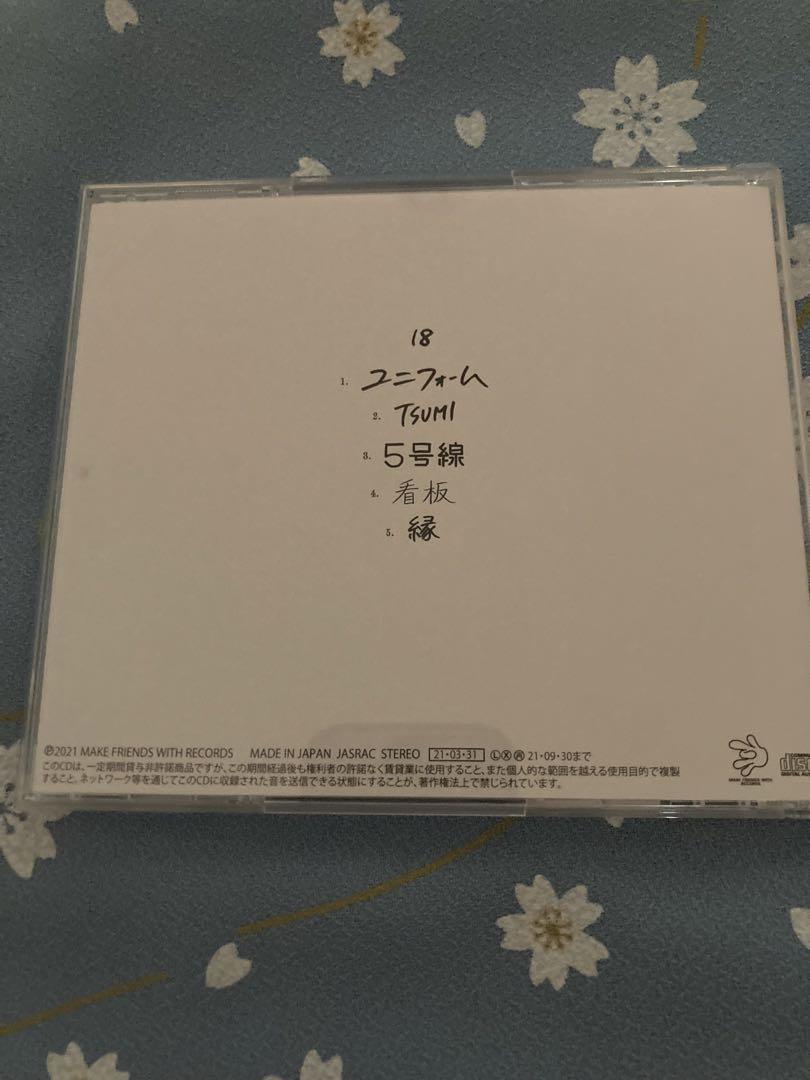 18
1. ユニフォーム
2. TSUMI
3. 5号線
4. 看板
5. 縁
℗2021 MAKE FRIENDS WITH RECORDS MADE IN JAPAN JASRAC STEREO 21・03・31 ⓁⓍ㋹ 21・09・30まで
このCDは、一定期間貸与非許諾商品ですが、この期間経過後も権利者の許諾なく賃貸業に使用すること、また個人的な範囲を越える使用目的で複製
すること、ネットワーク等を通じてこのCDに収録された音を送信できる状態にすることが、著作権法上で禁じられています。
MAKE FRIENDS WITH
RECORDS